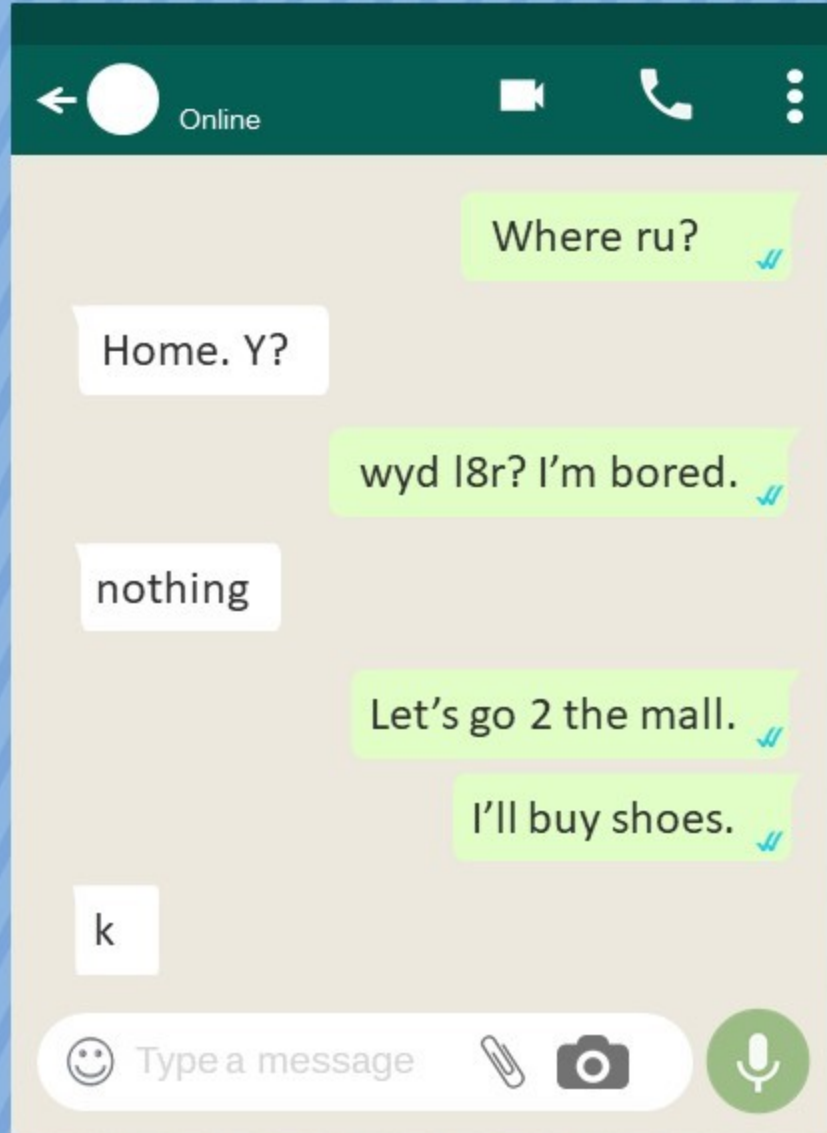 Online
Where ru?
Home. Y?
wyd l8r? I’m bored.
nothing
Let’s go 2 the mall.
I’ll buy shoes.
k
Type a message